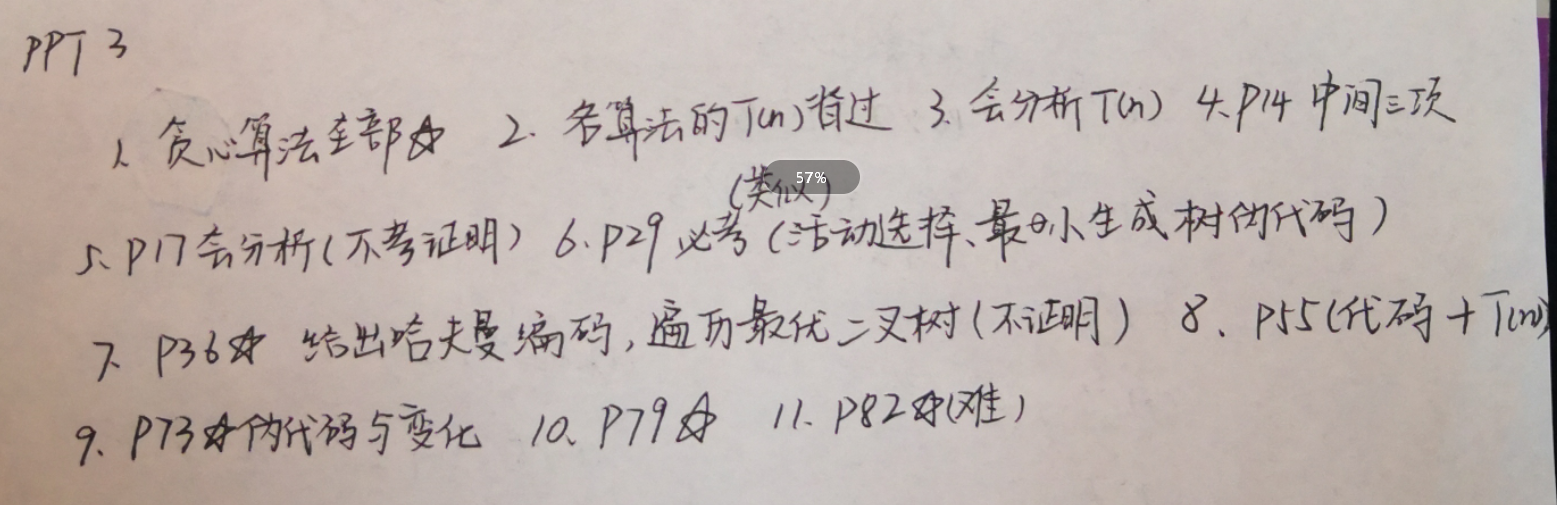 PPT 3
1、贪心算法全部☆ 2. 各算法的T(n)背过 3. 会分析T(n) 4. P14 中间三项
57%
(类似)
5、P17会分析(不考证明) 6. P29 必考(活动选择、最小生成树伪代码)
7、P36☆ 给出哈夫曼编码,遍历最优二叉树(不证明) 8、P55(代码+T(n))
9、P73☆伪代码与变化 10、P79☆ 11. P82☆(难)